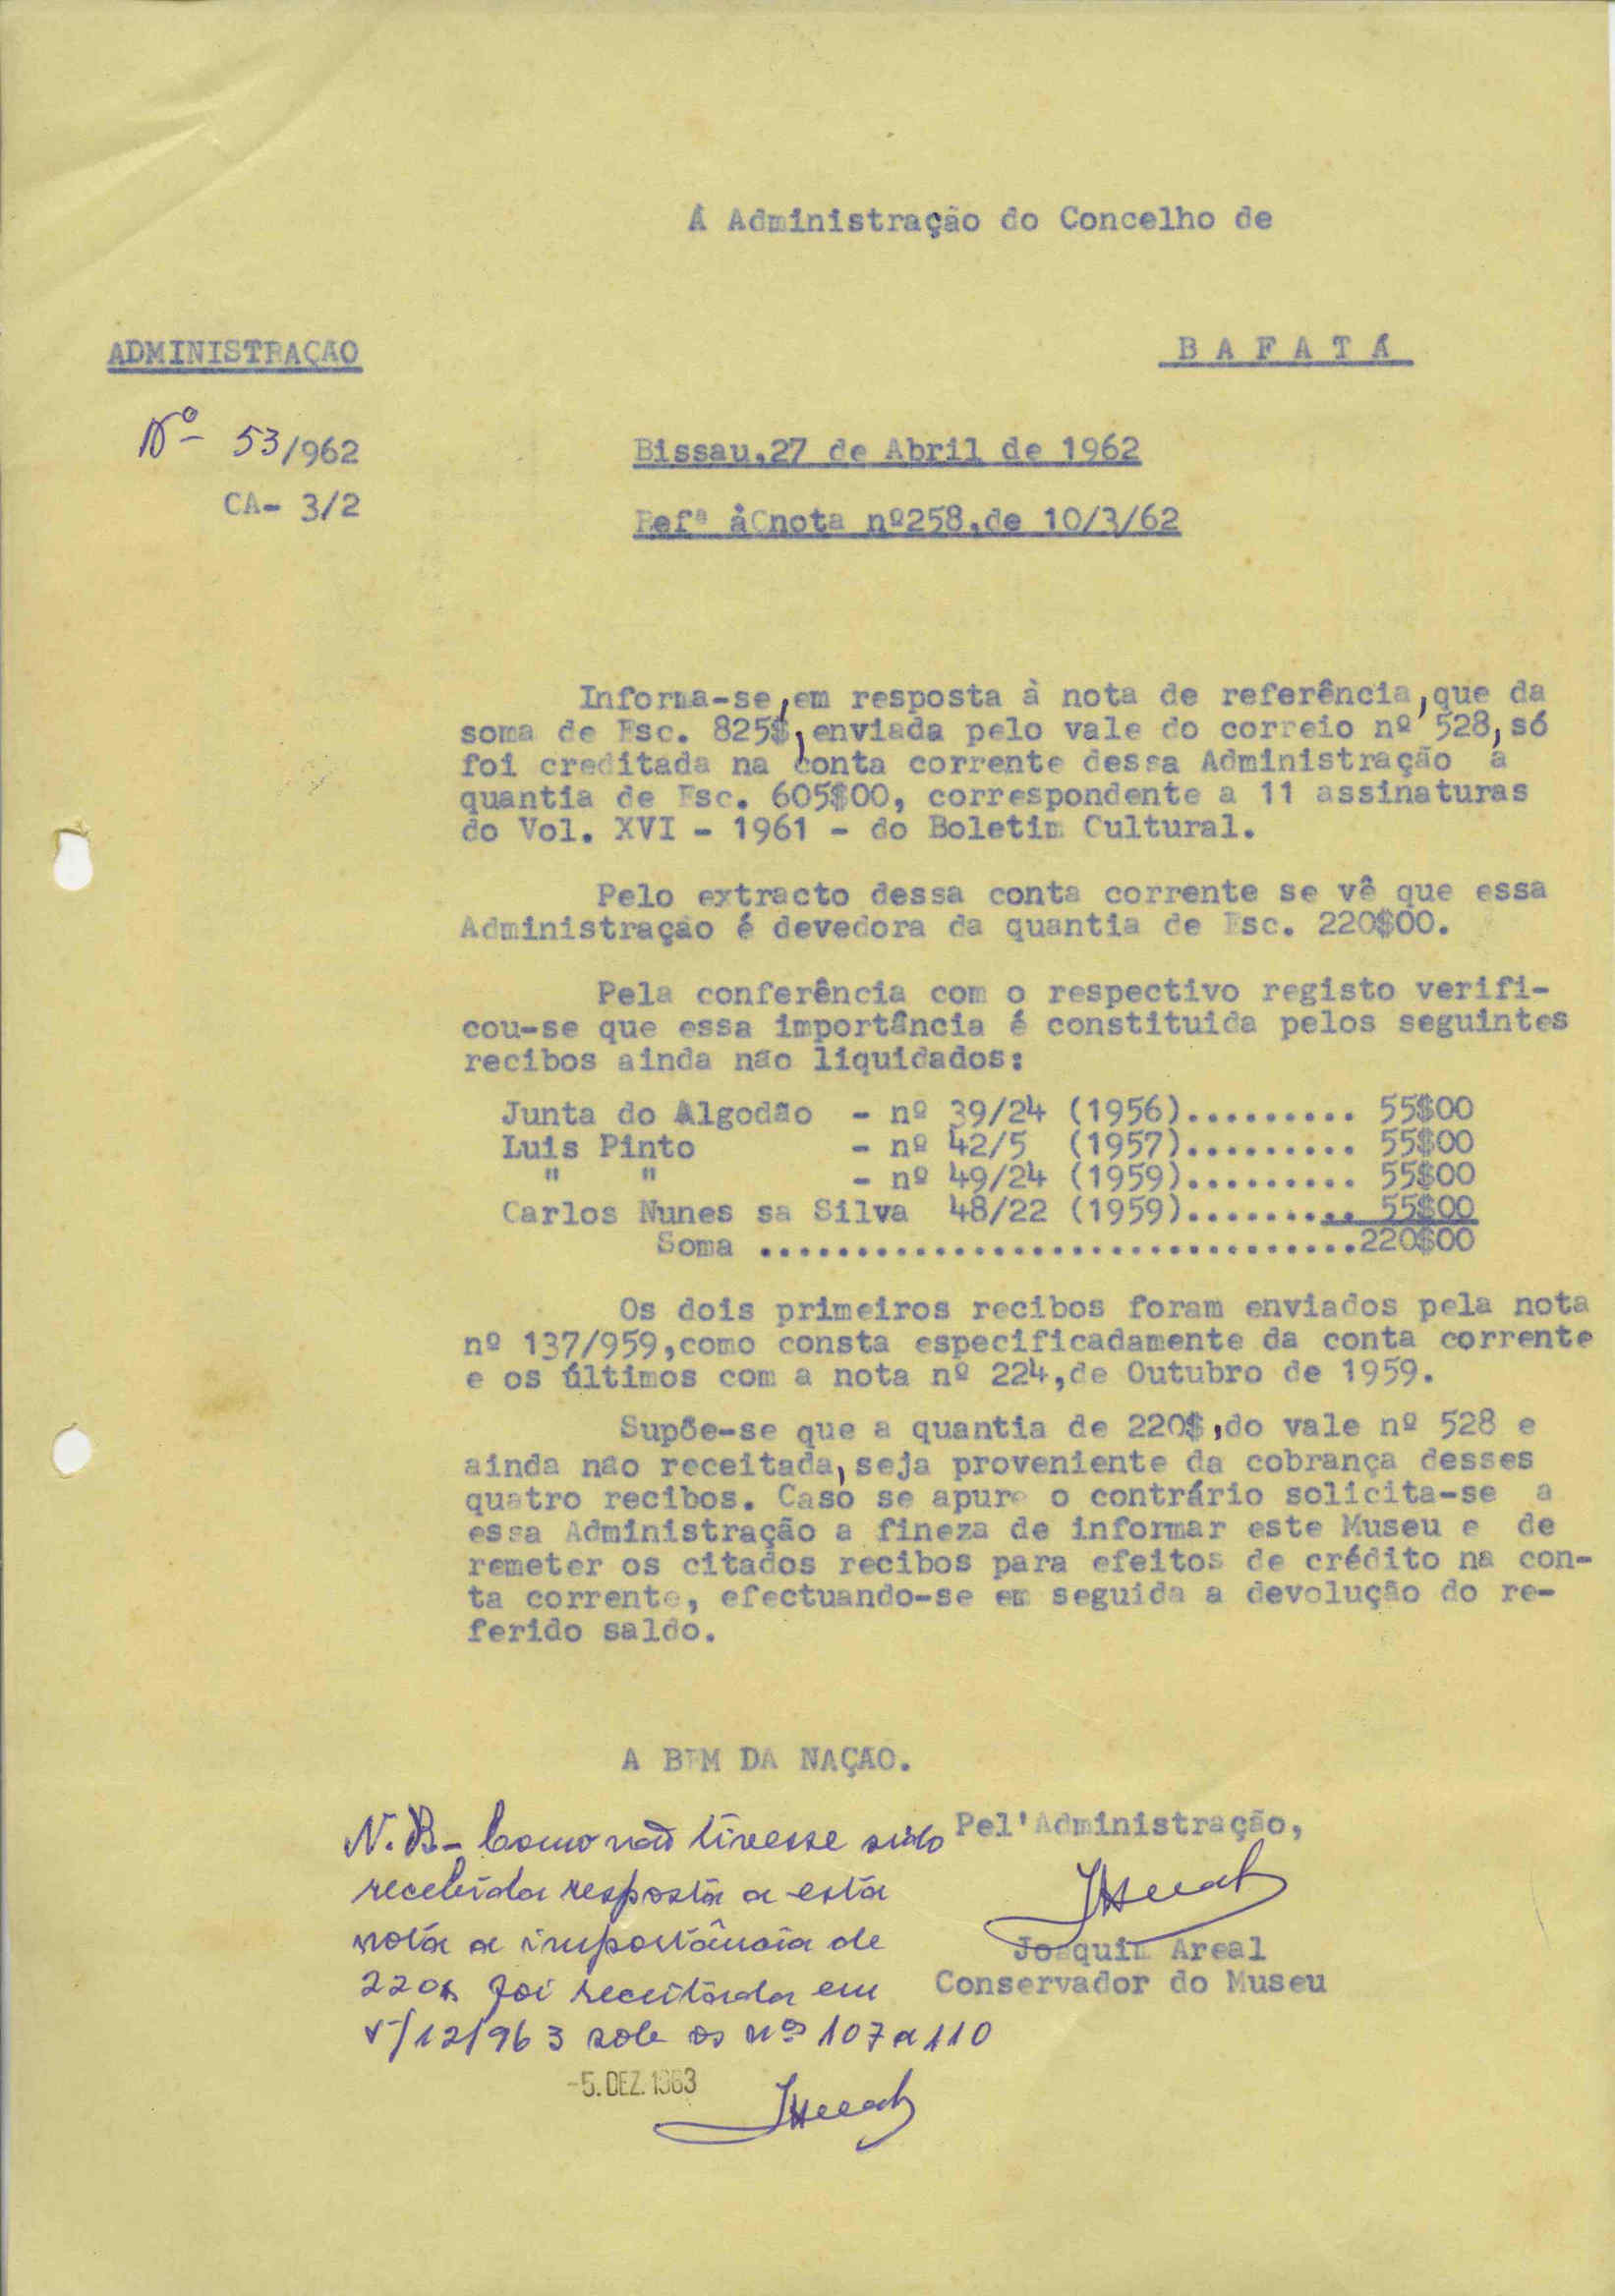 À Administração do Concelho de
ADMINISTRAÇÃO
B A F A T Á
Nº 53/962
CA- 3/2
Bissau,27 de Abril de 1962
Refª à nota nº258,de 10/3/62
Informa-se,em resposta à nota de referência,que da
soma de Esc. 825$,enviada pelo vale do correio nº 528,só
foi creditada na conta corrente dessa Administração a
quantia de Esc. 605$00, correspondente a 11 assinaturas
do Vol. XVI - 1961 - do Boletim Cultural.
Pelo extracto dessa conta corrente se vê que essa
Administração é devedora da quantia de Esc. 220$00.
Pela conferência com o respectivo registo verifi-
cou-se que essa importância é constituida pelos seguintes
recibos ainda não liquidados:
Junta do Algodão - nº 39/24 (1956)......... 55$00
Luis Pinto - nº 42/5 (1957)......... 55$00
" " - nº 49/24 (1959)......... 55$00
Carlos Nunes sa Silva 48/22 (1959)......... 55$00
Soma ...............................220$00
Os dois primeiros recibos foram enviados pela nota
nº 137/959,como consta especificadamente da conta corrente
e os últimos com a nota nº 224,de Outubro de 1959.
Supõe-se que a quantia de 220$,do vale nº 528 e
ainda não receitada,seja proveniente da cobrança desses
quatro recibos. Caso se apure o contrário solicita-se a
essa Administração a fineza de informar este Museu e de
remeter os citados recibos para efeitos de crédito na con-
ta corrente, efectuando-se em seguida a devolução do re-
ferido saldo.
A BEM DA NAÇÃO.
Pel'Administração,
Joaquim Areal
Conservador do Museu
N.B- Como não tivesse sido
recebida resposta a esta
nota a importância de
220$ foi receitada em
5/12/963 sob os nºs 107 a 110
-5. DEZ. 1963